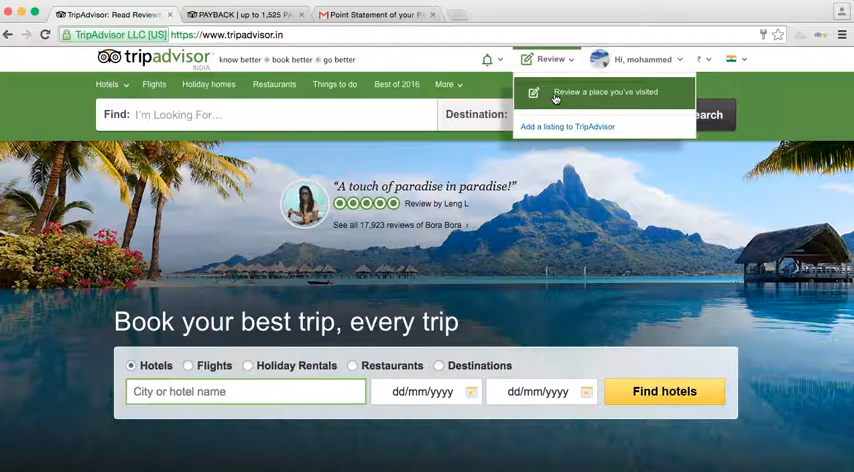 TripAdvisor: Read Reviews
PAYBACK | up to 1,525 PA
Point Statement of your PA
TripAdvisor LLC [US] https://www.tripadvisor.in
tripadvisor
INDIA
know better • book better • go better
Review
Hi, mohammed
₹
Hotels
Flights
Holiday homes
Restaurants
Things to do
Best of 2016
More
Review a place you've visited
Add a listing to TripAdvisor
Find: I'm Looking For...
Destination:
earch
“A touch of paradise in paradise!”
Review by Leng L
See all 17,923 reviews of Bora Bora ›
Book your best trip, every trip
Hotels
Flights
Holiday Rentals
Restaurants
Destinations
City or hotel name
dd/mm/yyyy
dd/mm/yyyy
Find hotels